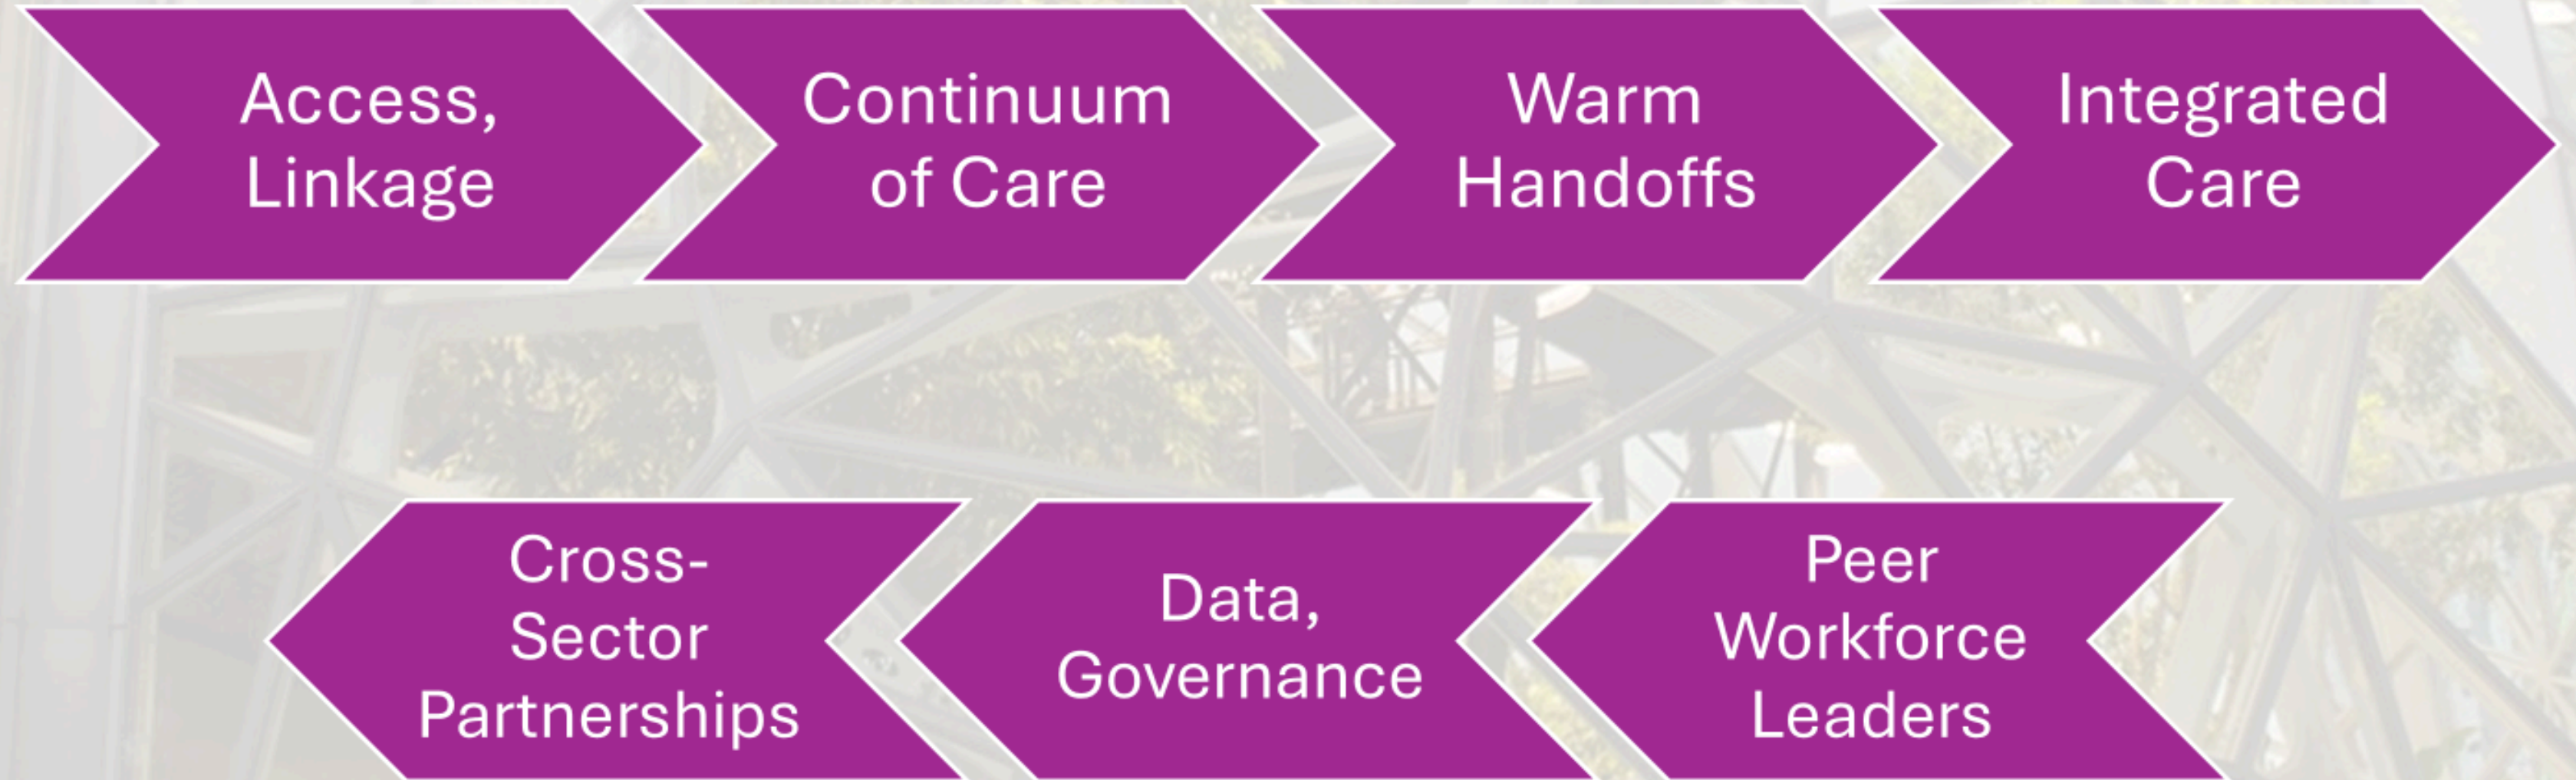 Access,
Linkage
Continuum
of Care
Warm
Handoffs
Integrated
Care
Cross-
Sector
Partnerships
Data,
Governance
Peer
Workforce
Leaders